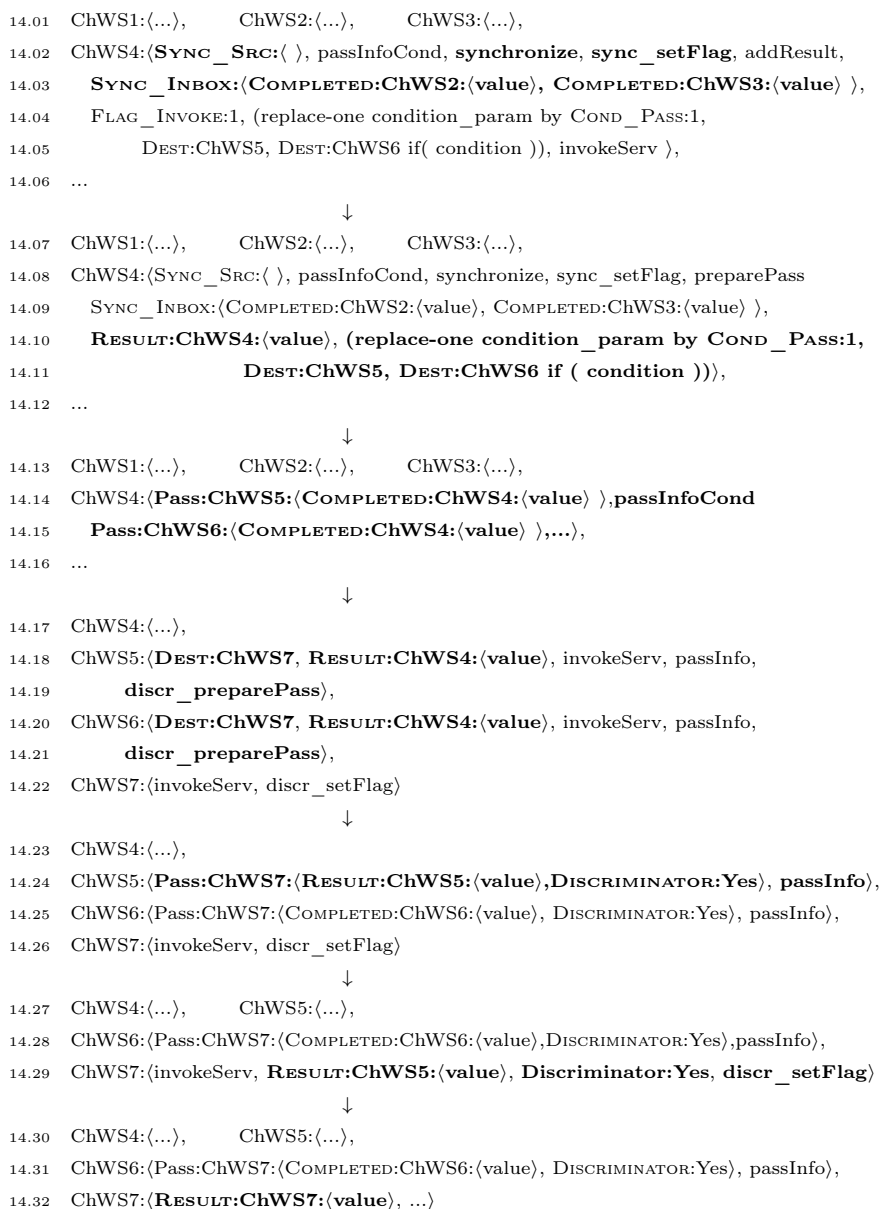 14.01 ChWS1:⟨...⟩, ChWS2:⟨...⟩, ChWS3:⟨...⟩,
14.02 ChWS4:⟨SYNC_SRC:⟨ ⟩, passInfoCond, synchronize, sync_setFlag, addResult,
14.03 SYNC_INBOX:⟨COMPLETED:ChWS2:⟨value⟩, COMPLETED:ChWS3:⟨value⟩ ⟩,
14.04 FLAG_INVOKE:1, (replace-one condition_param by COND_PASS:1,
14.05 DEST:ChWS5, DEST:ChWS6 if( condition )), invokeServ ⟩,
14.06 ...
↓
14.07 ChWS1:⟨...⟩, ChWS2:⟨...⟩, ChWS3:⟨...⟩,
14.08 ChWS4:⟨SYNC_SRC:⟨ ⟩, passInfoCond, synchronize, sync_setFlag, preparePass
14.09 SYNC_INBOX:⟨COMPLETED:ChWS2:⟨value⟩, COMPLETED:ChWS3:⟨value⟩ ⟩,
14.10 RESULT:ChWS4:⟨value⟩, (replace-one condition_param by COND_PASS:1,
14.11 DEST:ChWS5, DEST:ChWS6 if ( condition ))⟩,
14.12 ...
↓
14.13 ChWS1:⟨...⟩, ChWS2:⟨...⟩, ChWS3:⟨...⟩,
14.14 ChWS4:⟨Pass:ChWS5:⟨COMPLETED:ChWS4:⟨value⟩ ⟩,passInfoCond
14.15 Pass:ChWS6:⟨COMPLETED:ChWS4:⟨value⟩ ⟩,...⟩,
14.16 ...
↓
14.17 ChWS4:⟨...⟩,
14.18 ChWS5:⟨DEST:ChWS7, RESULT:ChWS4:⟨value⟩, invokeServ, passInfo,
14.19 discr_preparePass⟩,
14.20 ChWS6:⟨DEST:ChWS7, RESULT:ChWS4:⟨value⟩, invokeServ, passInfo,
14.21 discr_preparePass⟩,
14.22 ChWS7:⟨invokeServ, discr_setFlag⟩
↓
14.23 ChWS4:⟨...⟩,
14.24 ChWS5:⟨Pass:ChWS7:⟨RESULT:ChWS5:⟨value⟩,DISCRIMINATOR:Yes⟩, passInfo⟩,
14.25 ChWS6:⟨Pass:ChWS7:⟨COMPLETED:ChWS6:⟨value⟩, DISCRIMINATOR:Yes⟩, passInfo⟩,
14.26 ChWS7:⟨invokeServ, discr_setFlag⟩
↓
14.27 ChWS4:⟨...⟩, ChWS5:⟨...⟩,
14.28 ChWS6:⟨Pass:ChWS7:⟨COMPLETED:ChWS6:⟨value⟩,DISCRIMINATOR:Yes⟩,passInfo⟩,
14.29 ChWS7:⟨invokeServ, RESULT:ChWS5:⟨value⟩, Discriminator:Yes, discr_setFlag⟩
↓
14.30 ChWS4:⟨...⟩, ChWS5:⟨...⟩,
14.31 ChWS6:⟨Pass:ChWS7:⟨COMPLETED:ChWS6:⟨value⟩, DISCRIMINATOR:Yes⟩, passInfo⟩,
14.32 ChWS7:⟨RESULT:ChWS7:⟨value⟩, ...⟩